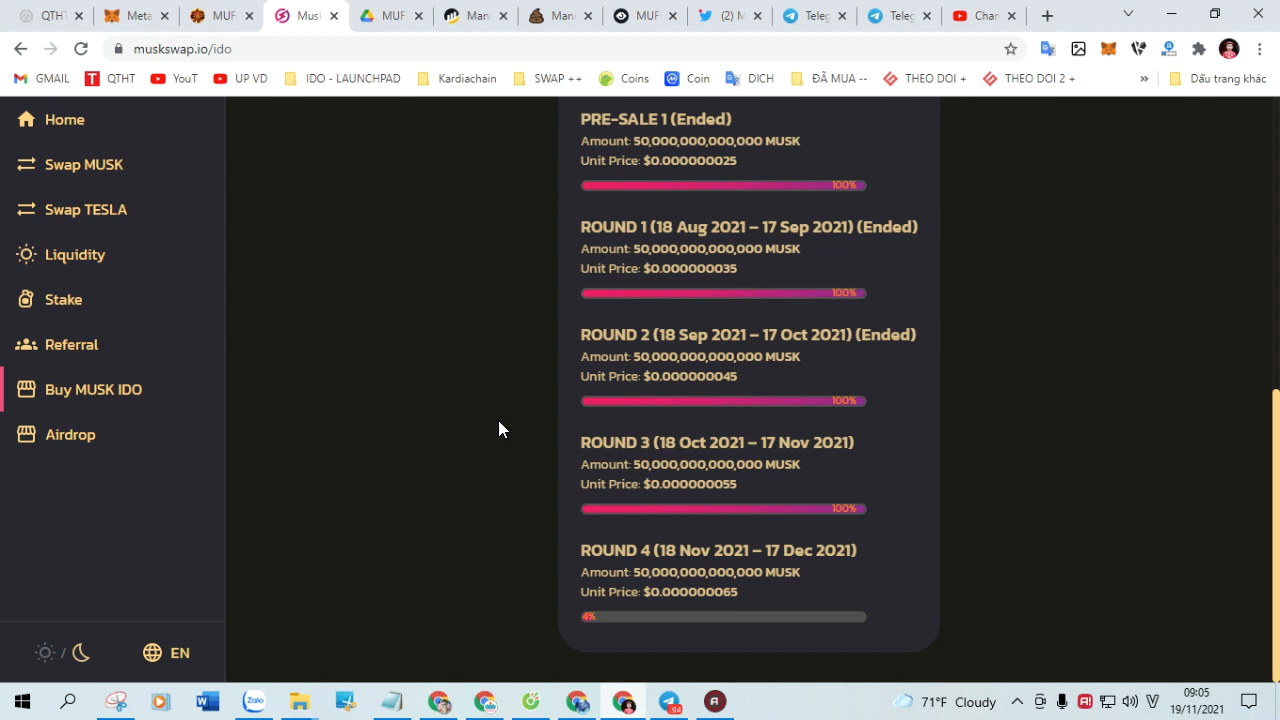 QTHT
Meta
MUF
Musk
MUF
Man
Man
MUF
(2) M
Teleg
Teleg
Chan
muskswap.io/ido
GMAIL
QTHT
YouT
UP VD
IDO - LAUNCHPAD
Kardiachain
SWAP ++
Coins
Coin
DICH
ĐÃ MUA --
THEO DOI +
THEO DOI 2 +
»
Dấu trang khác
Home
Swap MUSK
Swap TESLA
Liquidity
Stake
Referral
Buy MUSK IDO
Airdrop
/
EN
PRE-SALE 1 (Ended)
Amount: 50,000,000,000,000 MUSK
Unit Price: $0.000000025
100%
ROUND 1 (18 Aug 2021 – 17 Sep 2021) (Ended)
Amount: 50,000,000,000,000 MUSK
Unit Price: $0.000000035
100%
ROUND 2 (18 Sep 2021 – 17 Oct 2021) (Ended)
Amount: 50,000,000,000,000 MUSK
Unit Price: $0.000000045
100%
ROUND 3 (18 Oct 2021 – 17 Nov 2021)
Amount: 50,000,000,000,000 MUSK
Unit Price: $0.000000055
100%
ROUND 4 (18 Nov 2021 – 17 Dec 2021)
Amount: 50,000,000,000,000 MUSK
Unit Price: $0.000000065
4%
Zalo
94
71°F Cloudy
09:05
19/11/2021